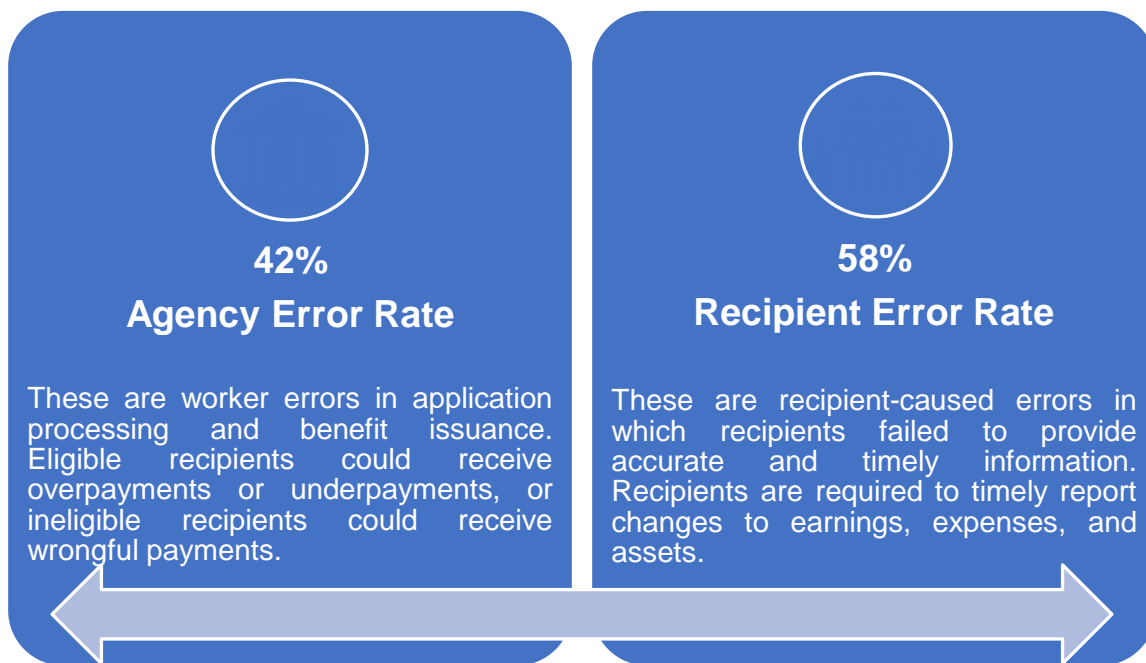 42%
Agency Error Rate
These are worker errors in application
processing and benefit issuance.
Eligible recipients could receive
overpayments or underpayments, or
ineligible recipients could receive
wrongful payments.
58%
Recipient Error Rate
These are recipient-caused errors in
which recipients failed to provide
accurate and timely information.
Recipients are required to timely report
changes to earnings, expenses, and
assets.